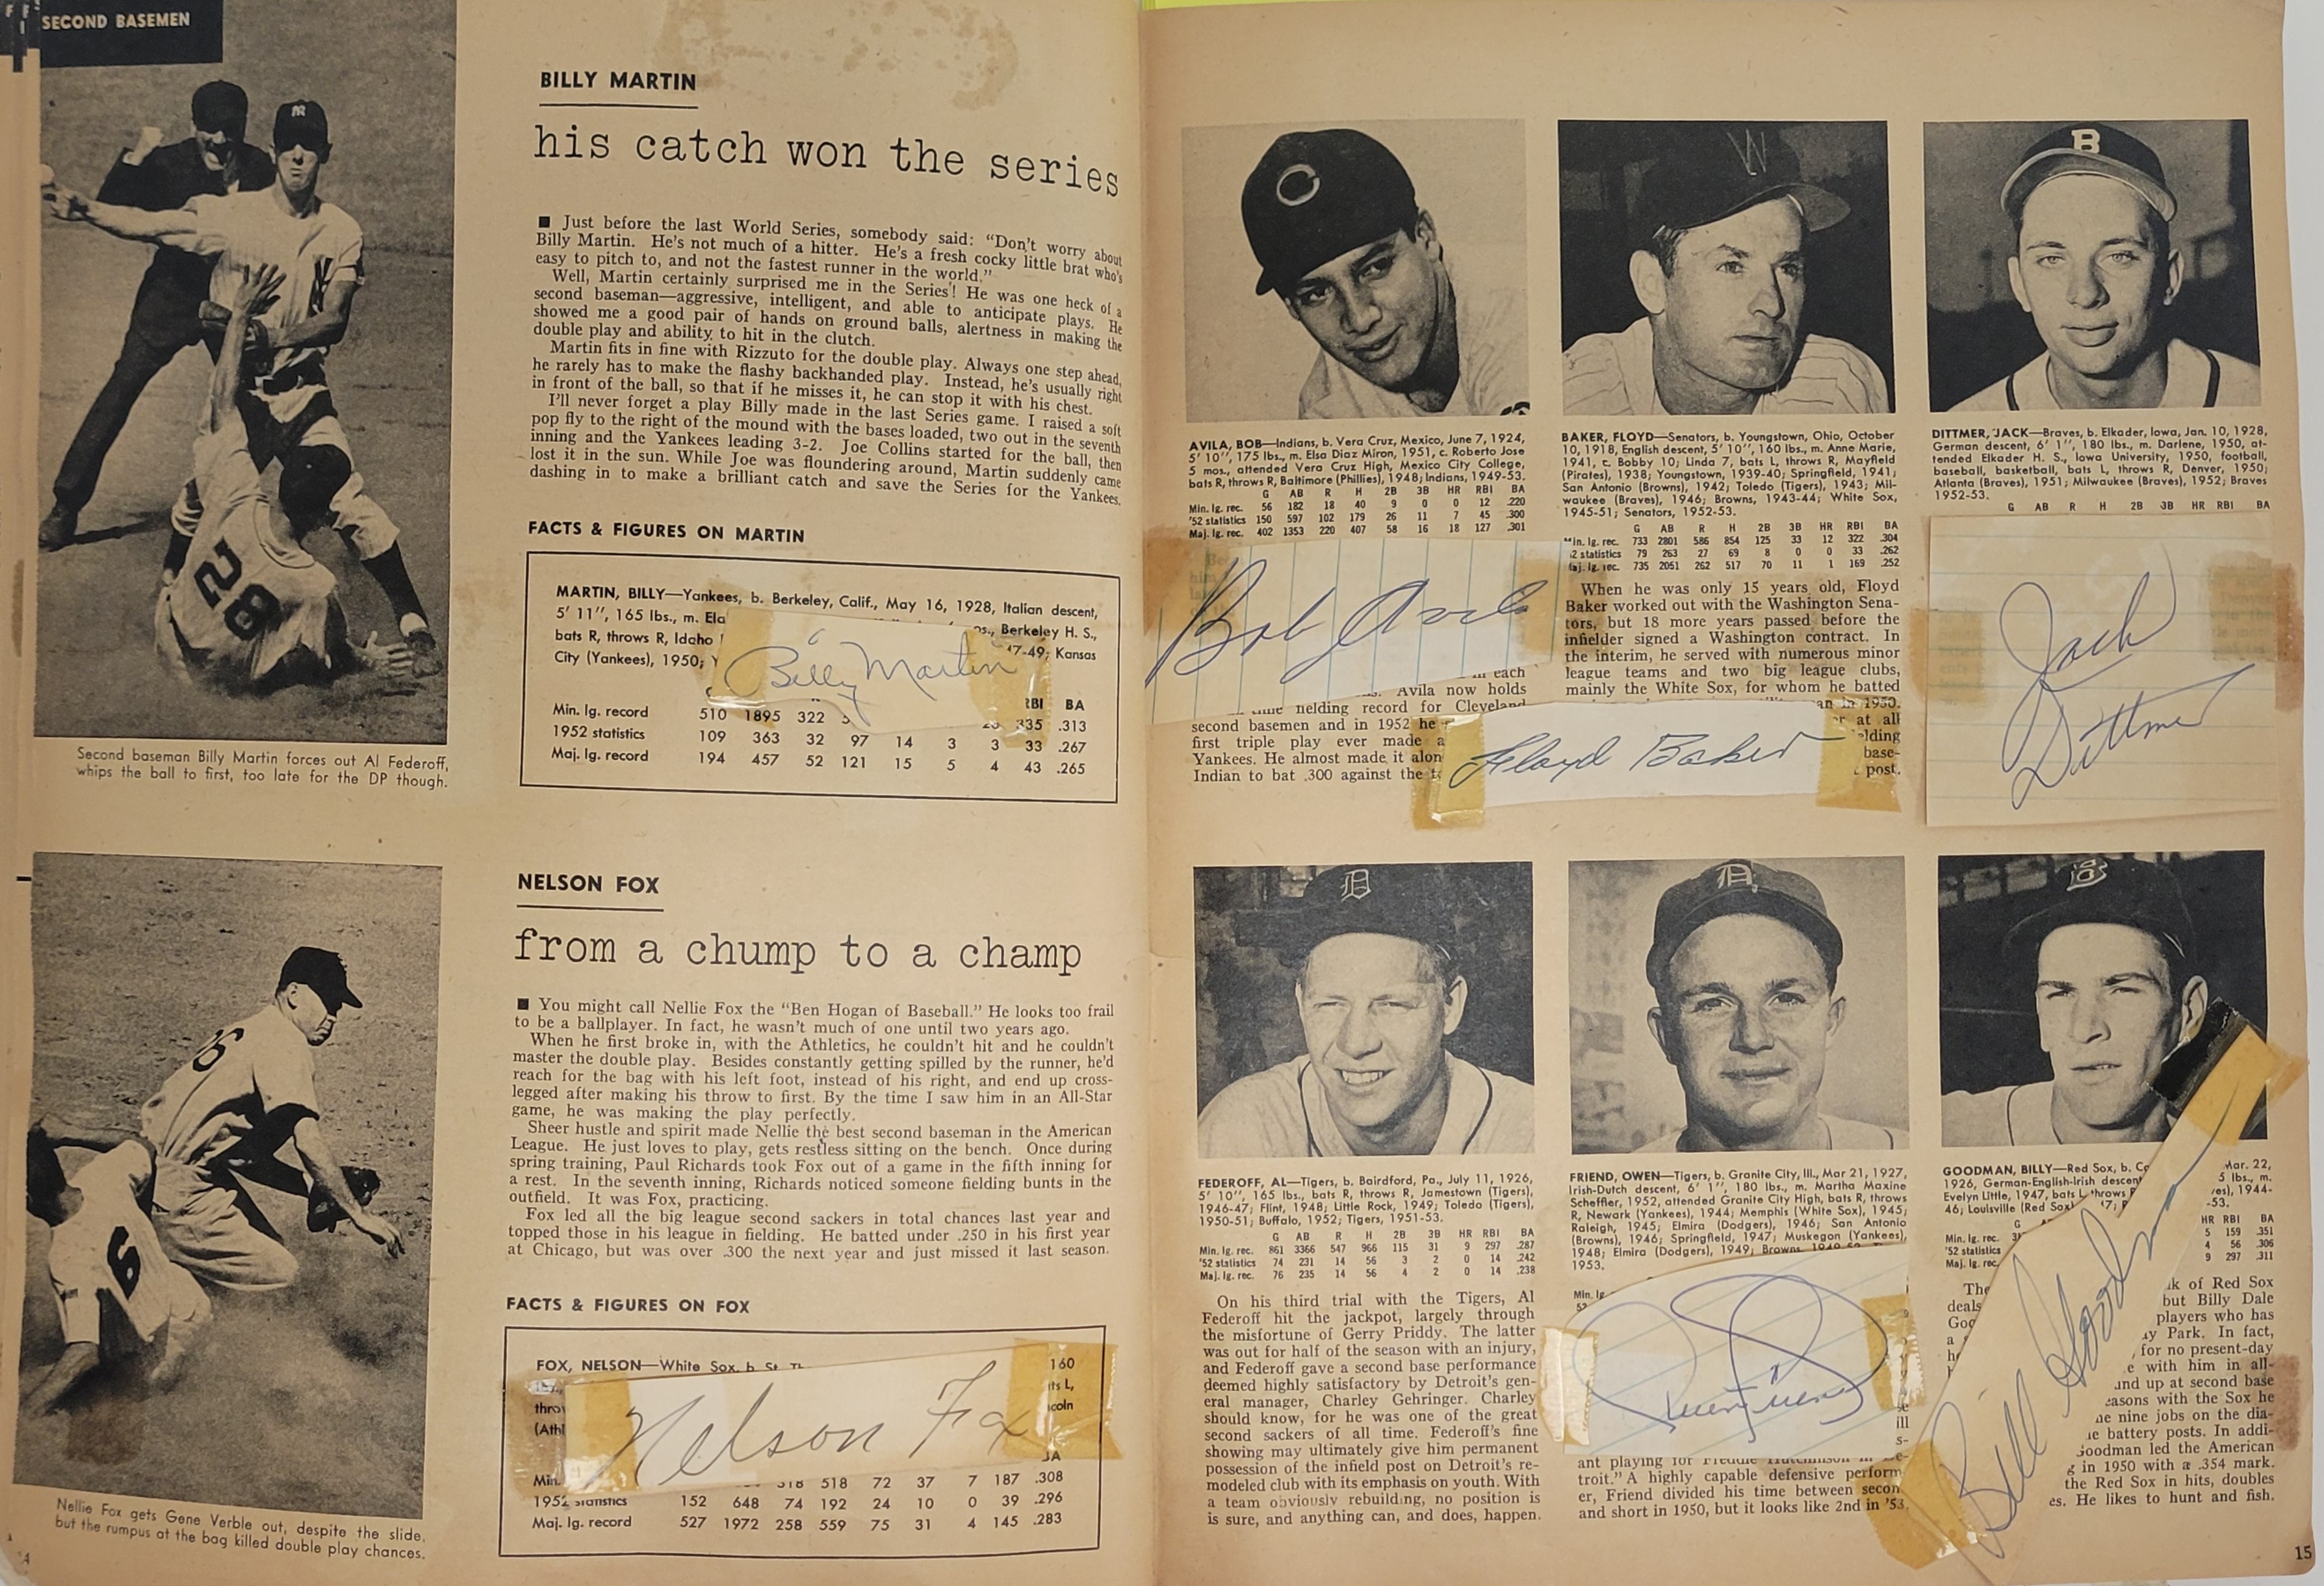 SECOND BASEMEN
BILLY MARTIN
his catch won the series
■ Just before the last World Series, somebody said: "Don't worry about
Billy Martin. He's not much of a hitter. He's a fresh cocky little brat who's
easy to pitch to, and not the fastest runner in the world."
Well, Martin certainly surprised me in the Series! He was one heck of a
second baseman—aggressive, intelligent, and able to anticipate plays. He
showed me a good pair of hands on ground balls, alertness in making the
double play and ability to hit in the clutch.
Martin fits in fine with Rizzuto for the double play. Always one step ahead,
he rarely has to make the flashy backhanded play. Instead, he's usually right
in front of the ball, so that if he misses it, he can stop it with his chest.
I'll never forget a play Billy made in the last Series game. I raised a soft
pop fly to the right of the mound with the bases loaded, two out in the seventh
inning and the Yankees leading 3-2. Joe Collins started for the ball, then
lost it in the sun. While Joe was floundering around, Martin suddenly came
dashing in to make a brilliant catch and save the Series for the Yankees.
FACTS & FIGURES ON MARTIN
MARTIN, BILLY—Yankees, b. Berkeley, Calif., May 16, 1928, Italian descent,
5' 11", 165 lbs., m. Berkeley H. S.,
bats R, throws R, Idaho 47-49; Kansas
City (Yankees), 1950;
Billy Martin
RBI BA
Min. lg. record 510 1895 322 335 .313
1952 statistics 109 363 32 97 14 3 3 33 .267
Maj. lg. record 194 457 52 121 15 5 4 43 .265
28
Second baseman Billy Martin forces out Al Federoff,
whips the ball to first, too late for the DP though.
NELSON FOX
from a chump to a champ
■ You might call Nellie Fox the "Ben Hogan of Baseball." He looks too frail
to be a ballplayer. In fact, he wasn't much of one until two years ago.
When he first broke in, with the Athletics, he couldn't hit and he couldn't
master the double play. Besides constantly getting spilled by the runner, he'd
reach for the bag with his left foot, instead of his right, and end up cross-
legged after making his throw to first. By the time I saw him in an All-Star
game, he was making the play perfectly.
Sheer hustle and spirit made Nellie the best second baseman in the American
League. He just loves to play, gets restless sitting on the bench. Once during
spring training, Paul Richards took Fox out of a game in the fifth inning for
a rest. In the seventh inning, Richards noticed someone fielding bunts in the
outfield. It was Fox, practicing.
Fox led all the big league second sackers in total chances last year and
topped those in his league in fielding. He batted under .250 in his first year
at Chicago, but was over .300 the next year and just missed it last season.
FACTS & FIGURES ON FOX
FOX, NELSON—White Sox, b. St. 160
Nelson Fox
Min. 518 72 37 7 187 .308
1952 statistics 152 648 74 192 24 10 0 39 .296
Maj. lg. record 527 1972 258 559 75 31 4 145 .283
6
Nellie Fox gets Gene Verble out, despite the slide,
but the rumpus at the bag killed double play chances.
AVILA, BOB—Indians, b. Vera Cruz, Mexico, June 7, 1924,
5' 10", 175 lbs., m. Elsa Diaz Miron, 1951, c. Roberto Jose
5 mos., attended Vera Cruz High, Mexico City College,
bats R, throws R, Baltimore (Phillies), 1948; Indians, 1949-53.
G AB R H 2B 3B HR RBI BA
Min. lg. rec. 56 182 18 40 9 0 0 12 .220
'52 statistics 150 597 102 179 26 11 7 45 .300
Maj. lg. rec. 402 1353 220 407 58 16 18 127 .301
Bob Avila
in each
Avila now holds
fielding record for Cleveland
second basemen and in 1952 he
first triple play ever made a
Yankees. He almost made it alon
Indian to bat .300 against the
BAKER, FLOYD—Senators, b. Youngstown, Ohio, October
10, 1918, English descent, 5' 10", 160 lbs., m. Anne Marie,
1941, c. Bobby 10; Linda 7, bats L, throws R, Mayfield
(Pirates), 1938; Youngstown, 1939-40; Springfield, 1941;
San Antonio (Browns), 1942; Toledo (Tigers), 1943; Mil-
waukee (Braves), 1946; Browns, 1943-44; White Sox,
1945-51; Senators, 1952-53.
G AB R H 2B 3B HR RBI BA
Min. lg. rec. 733 2801 586 854 125 33 12 322 .304
52 statistics 79 263 27 69 8 0 0 33 .262
Maj. lg. rec. 735 2051 262 517 70 11 1 169 .252
When he was only 15 years old, Floyd
Baker worked out with the Washington Sena-
tors, but 18 more years passed before the
infielder signed a Washington contract. In
the interim, he served with numerous minor
league teams and two big league clubs,
mainly the White Sox, for whom he batted
an in 1950.
at all
fielding
base-
post.
Floyd Baker
DITTMER, JACK—Braves, b. Elkader, Iowa, Jan. 10, 1928,
German descent, 6' 1", 180 lbs., m. Darlene, 1950, at-
tended Elkader H. S., Iowa University, 1950, football,
baseball, basketball, bats L, throws R, Denver, 1950;
Atlanta (Braves), 1951; Milwaukee (Braves), 1952; Braves
1952-53.
G AB R H 2B 3B HR RBI BA
Jack
Dittmer
FEDEROFF, AL—Tigers, b. Bairdford, Pa., July 11, 1926,
5' 10", 165 lbs., bats R, throws R, Jamestown (Tigers),
1946-47; Flint, 1948; Little Rock, 1949; Toledo (Tigers),
1950-51; Buffalo, 1952; Tigers, 1951-53.
G AB R H 2B 3B HR RBI BA
Min. lg. rec. 861 3366 547 966 115 31 9 297 .287
'52 statistics 74 231 14 56 3 2 0 14 .242
Maj. lg. rec. 76 235 14 56 4 2 0 14 .238
On his third trial with the Tigers, Al
Federoff hit the jackpot, largely through
the misfortune of Gerry Priddy. The latter
was out for half of the season with an injury,
and Federoff gave a second base performance
deemed highly satisfactory by Detroit's gen-
eral manager, Charley Gehringer. Charley
should know, for he was one of the great
second sackers of all time. Federoff's fine
showing may ultimately give him permanent
possession of the infield post on Detroit's re-
modeled club with its emphasis on youth. With
a team obviously rebuilding, no position is
is sure, and anything can, and does, happen.
FRIEND, OWEN—Tigers, b. Granite City, Ill., Mar 21, 1927,
Irish-Dutch descent, 6' 1", 180 lbs., m. Martha Maxine
Scheffler, 1952, attended Granite City High, bats R, throws
R, Newark (Yankees), 1944; Memphis (White Sox), 1945;
Raleigh, 1945; Elmira (Dodgers), 1946; San Antonio
(Browns), 1946; Springfield, 1947; Muskegon (Yankees),
1948; Elmira (Dodgers), 1949; Browns,
1953.
Min. lg.
Owen Friend
ant playing for Freddie Hutchinson in De-
troit." A highly capable defensive perform
er, Friend divided his time between secon
and short in 1950, but it looks like 2nd in '53.
GOODMAN, BILLY—Red Sox, b. Mar. 22,
1926, German-English-Irish descent, 5 lbs., m.
Evelyn Little, 1947, bats L, throws 1944-
46; Louisville (Red Sox)
G HR RBI BA
Min. lg. rec. 5 159 .351
'52 statistics 4 56 .306
Maj. lg. rec. 9 297 .311
of Red Sox
deals but Billy Dale
players who has
Park. In fact,
for no present-day
with him in all-
und up at second base
easons with the Sox he
nine jobs on the dia-
battery posts. In addi-
Goodman led the American
in 1950 with a .354 mark.
the Red Sox in hits, doubles
He likes to hunt and fish.
Bill Goodman
15